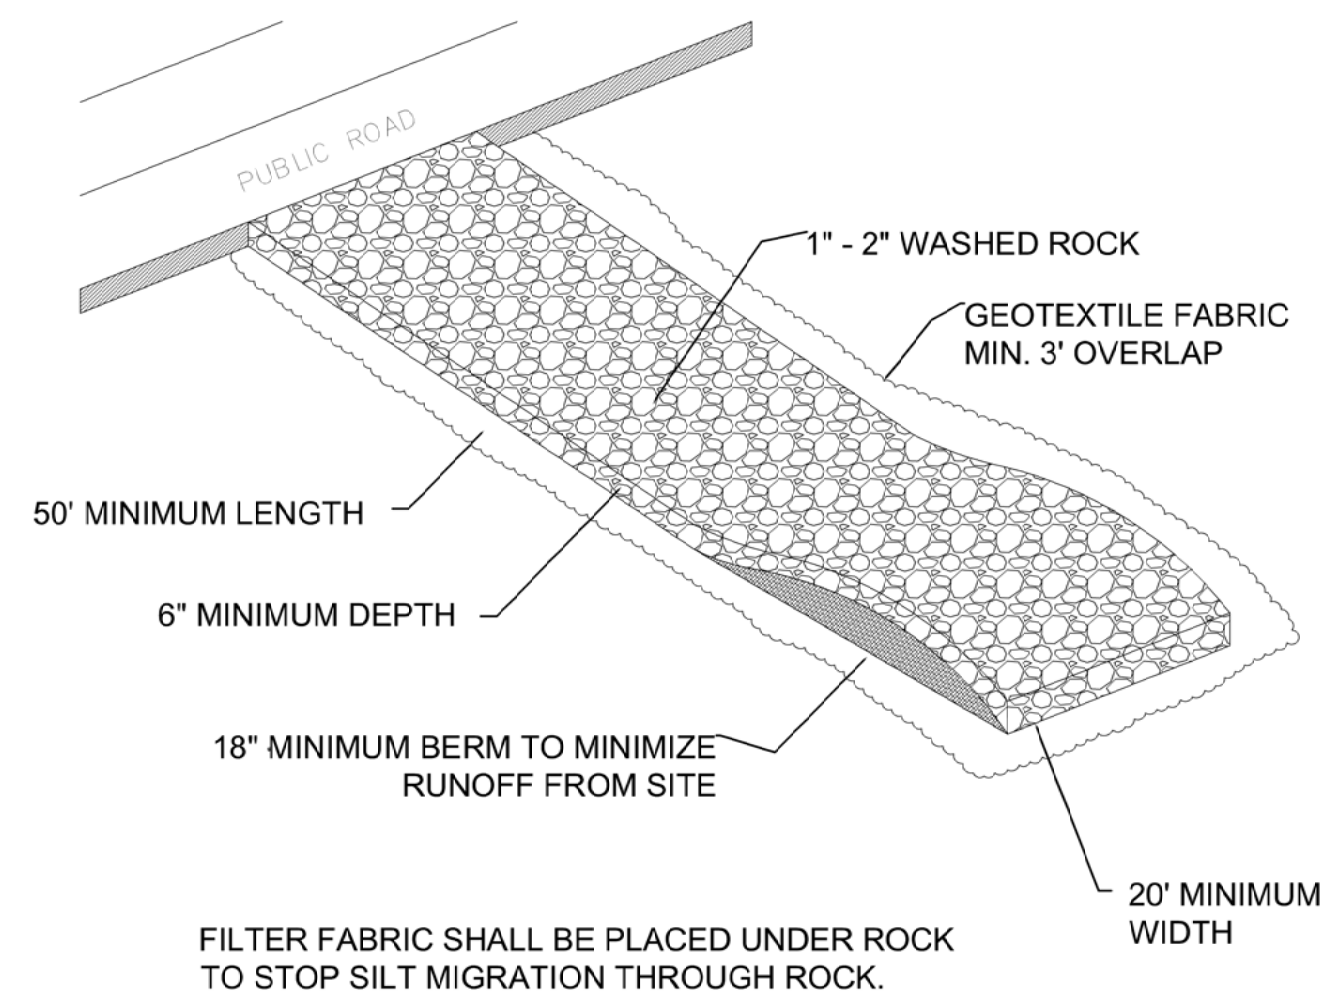 PUBLIC ROAD
1" - 2" WASHED ROCK
GEOTEXTILE FABRIC
MIN. 3' OVERLAP
50' MINIMUM LENGTH
6" MINIMUM DEPTH
18" MINIMUM BERM TO MINIMIZE
RUNOFF FROM SITE
20' MINIMUM
WIDTH
FILTER FABRIC SHALL BE PLACED UNDER ROCK
TO STOP SILT MIGRATION THROUGH ROCK.